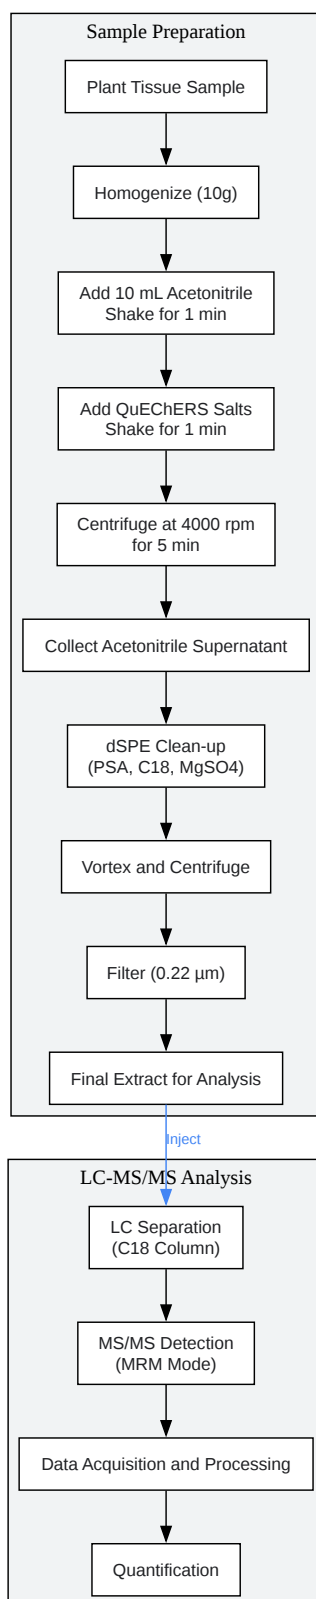 Sample Preparation
Plant Tissue Sample
Homogenize (10g)
Add 10 mL Acetonitrile
Shake for 1 min
Add QuEChERS Salts
Shake for 1 min
Centrifuge at 4000 rpm
for 5 min
Collect Acetonitrile Supernatant
dSPE Clean-up
(PSA, C18, MgSO4)
Vortex and Centrifuge
Filter (0.22 µm)
Final Extract for Analysis
Inject
LC-MS/MS Analysis
LC Separation
(C18 Column)
MS/MS Detection
(MRM Mode)
Data Acquisition and Processing
Quantification